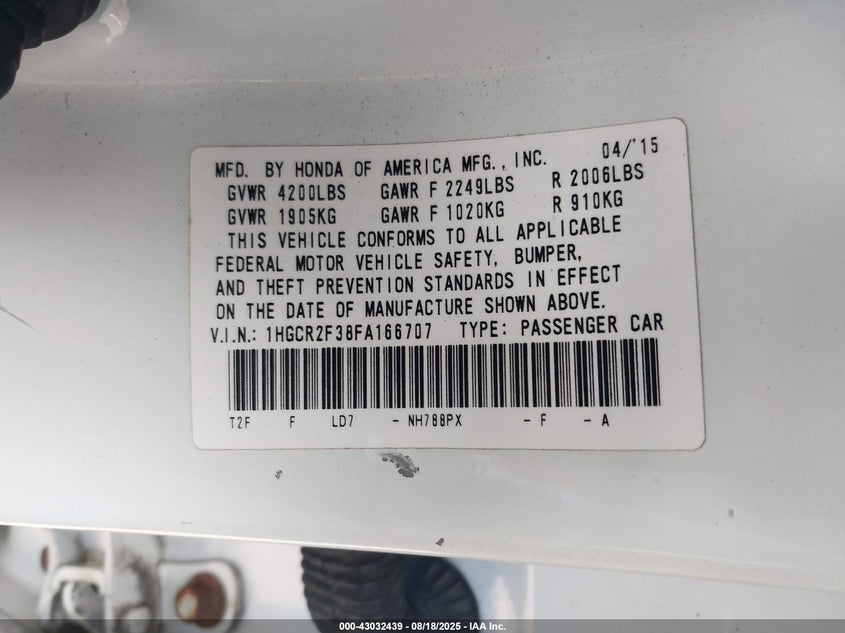 MFD. BY HONDA OF AMERICA MFG., INC. 04/'15
GVWR 4200LBS GAWR F 2249LBS R 2006LBS
GVWR 1905KG GAWR F 1020KG R 910KG
THIS VEHICLE CONFORMS TO ALL APPLICABLE
FEDERAL MOTOR VEHICLE SAFETY, BUMPER,
AND THEFT PREVENTION STANDARDS IN EFFECT
ON THE DATE OF MANUFACTURE SHOWN ABOVE.
V.I.N.: 1HGCR2F38FA166707 TYPE: PASSENGER CAR
T2F F LD7 - NH788PX - F - A
000-43032439 - 08/18/2025 - IAA Inc.